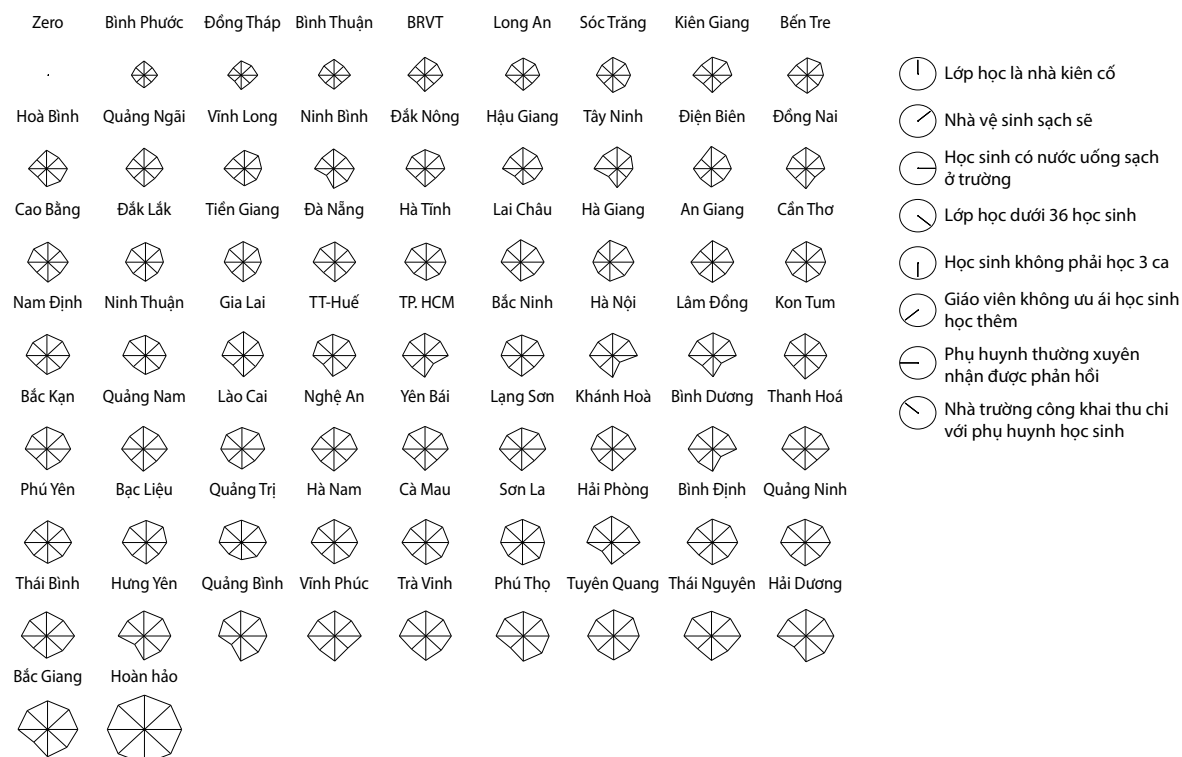 Zero Bình Phước Đồng Tháp Bình Thuận BRVT Long An Sóc Trăng Kiên Giang Bến Tre
Hoà Bình Quảng Ngãi Vĩnh Long Ninh Bình Đắk Nông Hậu Giang Tây Ninh Điện Biên Đồng Nai
Cao Bằng Đắk Lắk Tiền Giang Đà Nẵng Hà Tĩnh Lai Châu Hà Giang An Giang Cần Thơ
Nam Định Ninh Thuận Gia Lai TT-Huế TP. HCM Bắc Ninh Hà Nội Lâm Đồng Kon Tum
Bắc Kạn Quảng Nam Lào Cai Nghệ An Yên Bái Lạng Sơn Khánh Hoà Bình Dương Thanh Hoá
Phú Yên Bạc Liệu Quảng Trị Hà Nam Cà Mau Sơn La Hải Phòng Bình Định Quảng Ninh
Thái Bình Hưng Yên Quảng Bình Vĩnh Phúc Trà Vinh Phú Thọ Tuyên Quang Thái Nguyên Hải Dương
Bắc Giang Hoàn hảo
Lớp học là nhà kiên cố
Nhà vệ sinh sạch sẽ
Học sinh có nước uống sạch
ở trường
Lớp học dưới 36 học sinh
Học sinh không phải học 3 ca
Giáo viên không ưu ái học sinh
học thêm
Phụ huynh thường xuyên
nhận được phản hồi
Nhà trường công khai thu chi
với phụ huynh học sinh